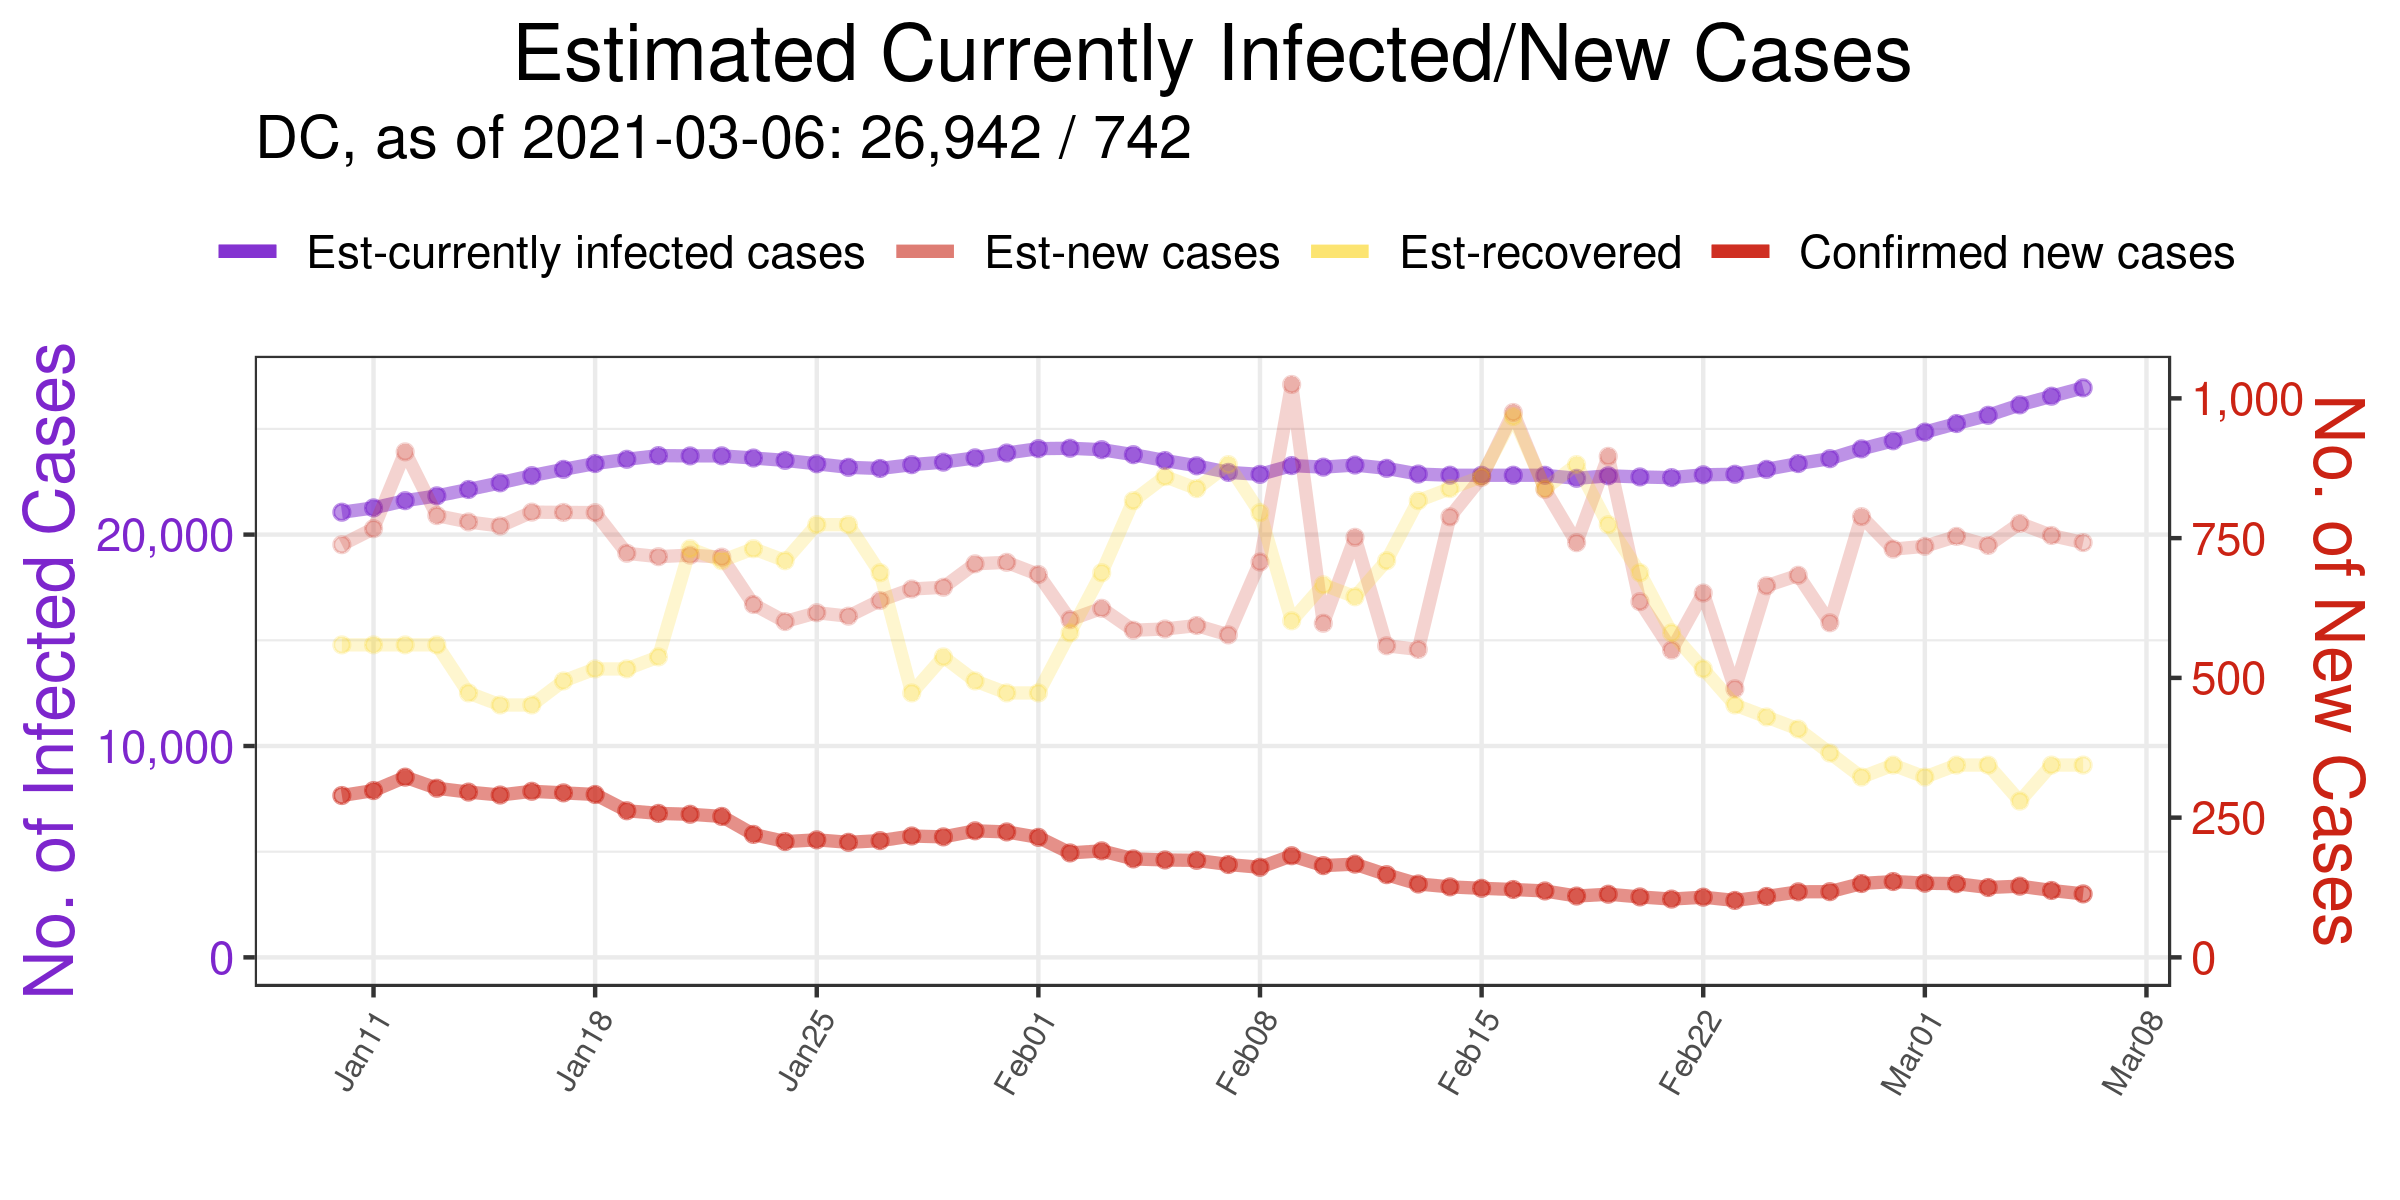 Estimated Currently Infected/New Cases
DC, as of 2021-03-06: 26,942 / 742
Est-currently infected cases Est-new cases Est-recovered Confirmed new cases
No. of Infected Cases
20,000
10,000
0
1,000
750
500
250
0
No. of New Cases
Jan11 Jan18 Jan25 Feb01 Feb08 Feb15 Feb22 Mar01 Mar08